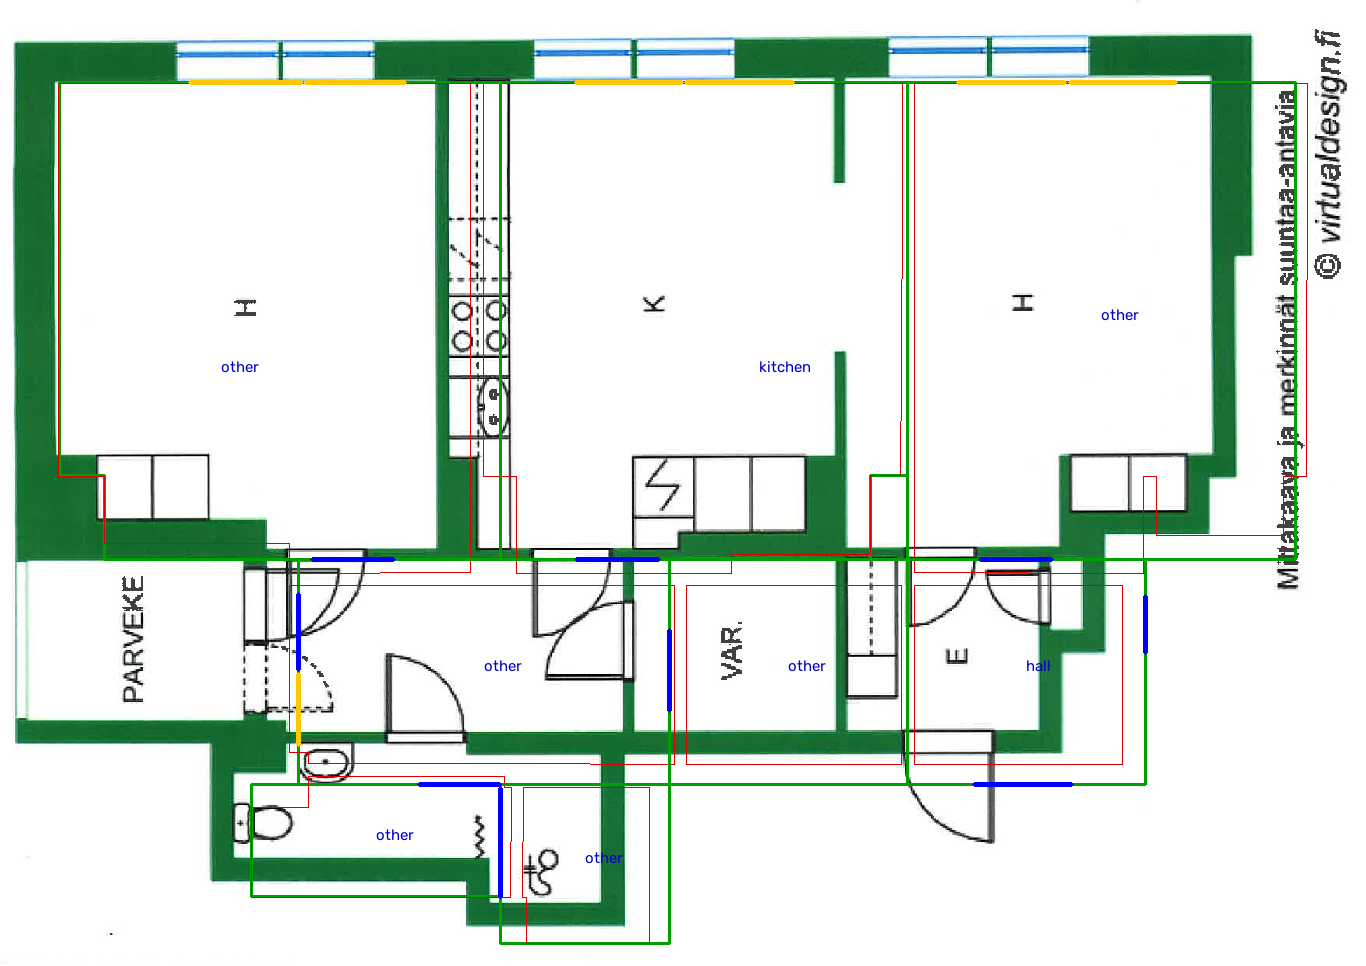 H
K
H
other
other
kitchen
PARVEKE
other
VAR.
other
E
hall
other
other
Mittakaava ja merkinnät suuntaa-antavia
© virtualdesign.fi